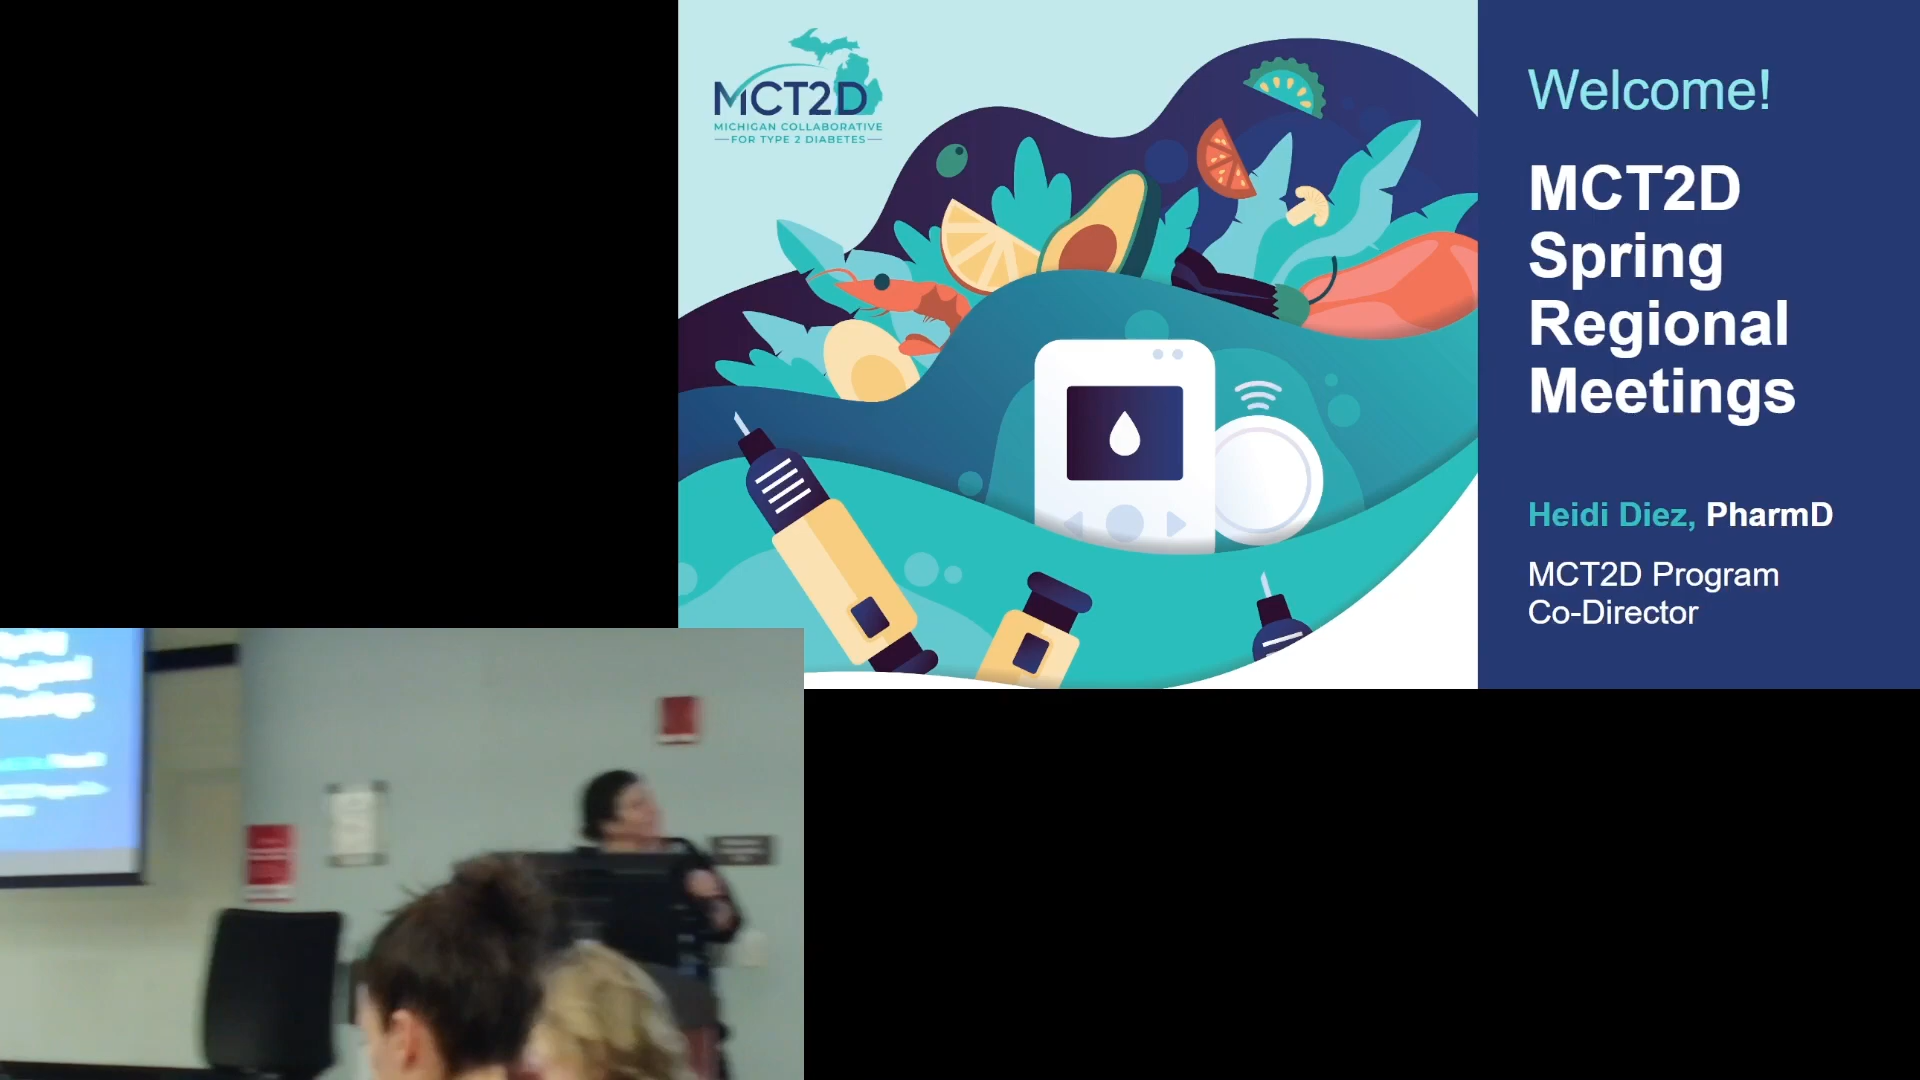 MCT2D
MICHIGAN COLLABORATIVE
FOR TYPE 2 DIABETES
Welcome!
MCT2D
Spring
Regional
Meetings
Heidi Diez, PharmD
MCT2D Program
Co-Director